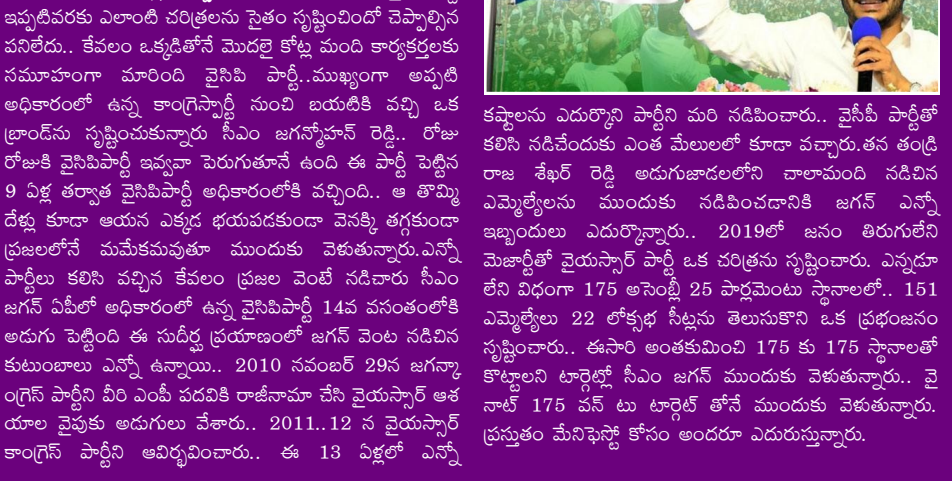 ఇప్పటివరకు ఎలాంటి చరిత్రలను సైతం సృష్టించిందో చెప్పాల్సిన
పనిలేదు.. కేవలం ఒక్కడితోనే మొదలై కోట్ల మంది కార్యకర్తలకు
సమూహంగా మారింది వైసిపి పార్టీ..ముఖ్యంగా అప్పటి
అధికారంలో ఉన్న కాంగ్రెస్పార్టీ నుంచి బయటికి వచ్చి ఒక
బ్రాండ్‌ను సృష్టించుకున్నారు సీఎం జగన్మోహన్ రెడ్డి.. రోజు
రోజుకి వైసిపిపార్టీ ఇవ్వవా పెరుగుతూనే ఉంది ఈ పార్టీ పెట్టిన
9 ఏళ్ల తర్వాత వైసిపిపార్టీ అధికారంలోకి వచ్చింది.. ఆ తొమ్మి
దేళ్లు కూడా ఆయన ఎక్కడ భయపడకుండా వెనక్కి తగ్గకుండా
ప్రజలలోనే మమేకమవుతూ ముందుకు వెళుతున్నారు.ఎన్నో
పార్టీలు కలిసి వచ్చిన కేవలం ప్రజల వెంటే నడిచారు సీఎం
జగన్ ఏపీలో అధికారంలో ఉన్న వైసిపిపార్టీ 14వ వసంతంలోకి
అడుగు పెట్టింది ఈ సుదీర్ఘ ప్రయాణంలో జగన్ వెంట నడిచిన
కుటుంబాలు ఎన్నో ఉన్నాయి.. 2010 నవంబర్ 29న జగన్కా
ంగ్రెస్ పార్టీని వీరి ఎంపీ పదవికి రాజీనామా చేసి వైయస్సార్ ఆశ
యాల వైపుకు అడుగులు వేశారు.. 2011..12 న వైయస్సార్
కాంగ్రెస్ పార్టీని ఆవిర్భవించారు.. ఈ 13 ఏళ్లలో ఎన్నో
కష్టాలను ఎదుర్కొని పార్టీని మరి నడిపించారు.. వైసీపీ పార్టీతో
కలిసి నడిచేందుకు ఎంత మేలులలో కూడా వచ్చారు.తన తండ్రి
రాజ శేఖర్ రెడ్డి అడుగుజాడలలోని చాలామంది నడిచిన
ఎమ్మెల్యేలను ముందుకు నడిపించడానికి జగన్ ఎన్నో
ఇబ్బందులు ఎదుర్కొన్నారు.. 2019లో జనం తిరుగులేని
మెజార్టీతో వైయస్సార్ పార్టీ ఒక చరిత్రను సృష్టించారు. ఎన్నడూ
లేని విధంగా 175 అసెంబ్లీ 25 పార్లమెంటు స్థానాలలో.. 151
ఎమ్మెల్యేలు 22 లోక్సభ సీట్లను తెలుసుకొని ఒక ప్రభంజనం
సృష్టించారు.. ఈసారి అంతకుమించి 175 కు 175 స్థానాలతో
కొట్టాలని టార్గెట్లో సీఎం జగన్ ముందుకు వెళుతున్నారు.. వై
నాట్ 175 వన్ టు టార్గెట్ తోనే ముందుకు వెళుతున్నారు.
ప్రస్తుతం మేనిఫెస్టో కోసం అందరూ ఎదురుస్తున్నారు.